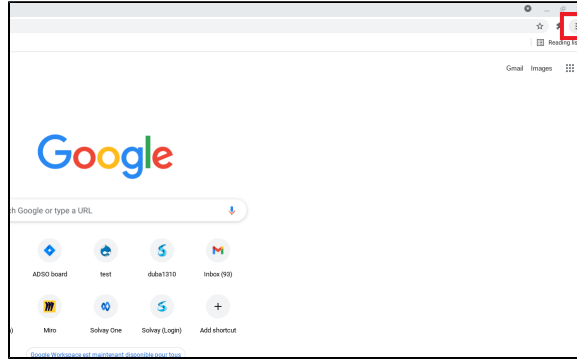 Reading lis
Gmail Images
Google
ch Google or type a URL
ADSO board test duba1310 Inbox (93)
Miro Solvay One Solvay (Login) Add shortcut
Google Workspace est maintenant disponible pour tous